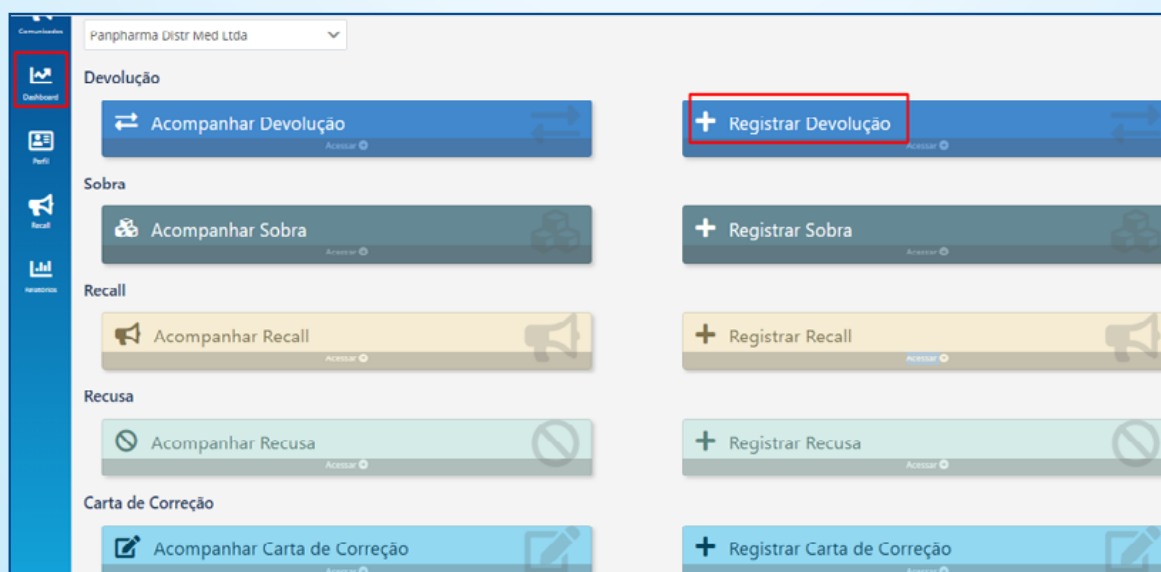 Comunicados
Panpharma Distr Med Ltda
Dashboard
Perfil
Recall
Relatórios
Devolução
Acompanhar Devolução
Acessar
Registrar Devolução
Acessar
Sobra
Acompanhar Sobra
Acessar
Registrar Sobra
Acessar
Recall
Acompanhar Recall
Acessar
Registrar Recall
Acessar
Recusa
Acompanhar Recusa
Acessar
Registrar Recusa
Acessar
Carta de Correção
Acompanhar Carta de Correção
Acessar
Registrar Carta de Correção
Acessar